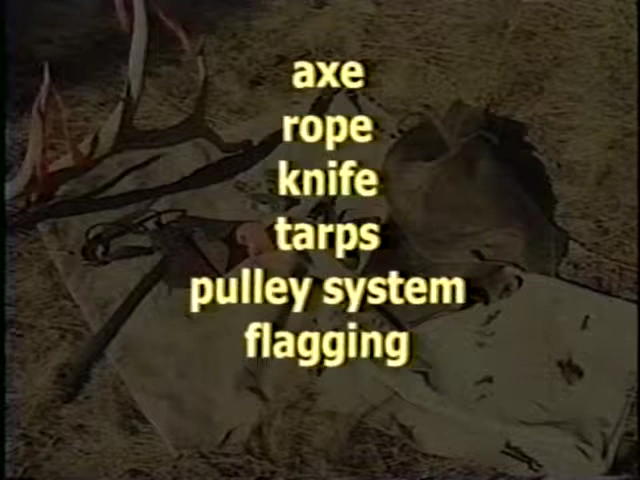 axe
rope
knife
tarps
pulley system
flagging